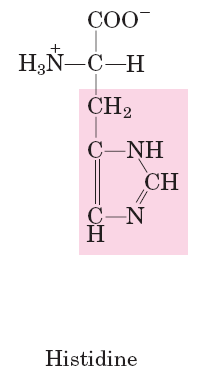 COO⁻
H₃N⁺—C—H
CH₂
C—NH
CH
C—N
H
Histidine